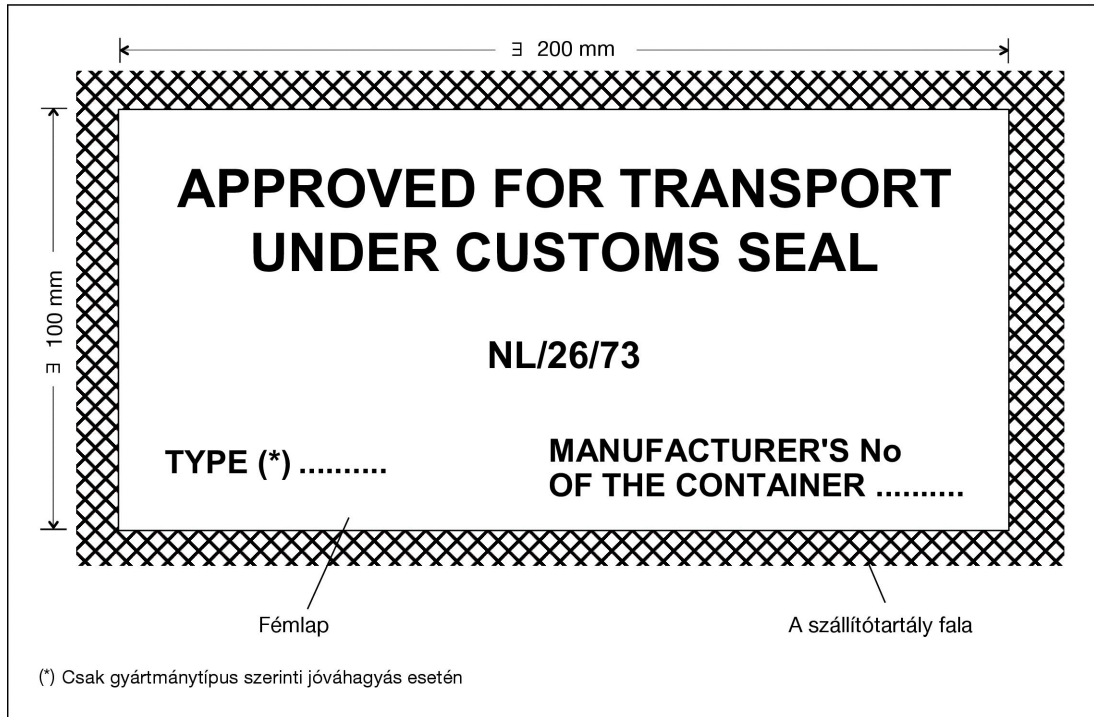 ∃ 200 mm
APPROVED FOR TRANSPORT
UNDER CUSTOMS SEAL
∃ 100 mm
NL/26/73
TYPE (*) ..........
MANUFACTURER'S No
OF THE CONTAINER ..........
Fémlap
A szállítótartály fala
(*) Csak gyártmánytípus szerinti jóváhagyás esetén